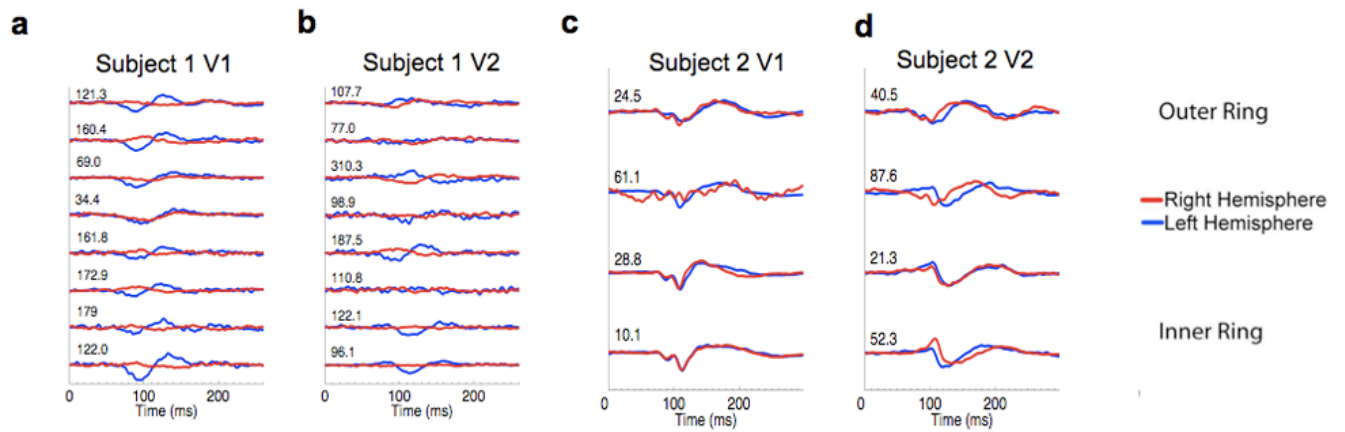 a
Subject 1 V1
121.3
160.4
69.0
34.4
161.8
172.9
179
122.0
0 100 200
Time (ms)
b
Subject 1 V2
107.7
77.0
310.3
98.9
187.5
110.8
122.1
96.1
0 100 200
Time (ms)
c
Subject 2 V1
24.5
61.1
28.8
10.1
0 100 200
Time (ms)
d
Subject 2 V2
40.5
87.6
21.3
52.3
0 100 200
Time (ms)
Outer Ring
Right Hemisphere
Left Hemisphere
Inner Ring